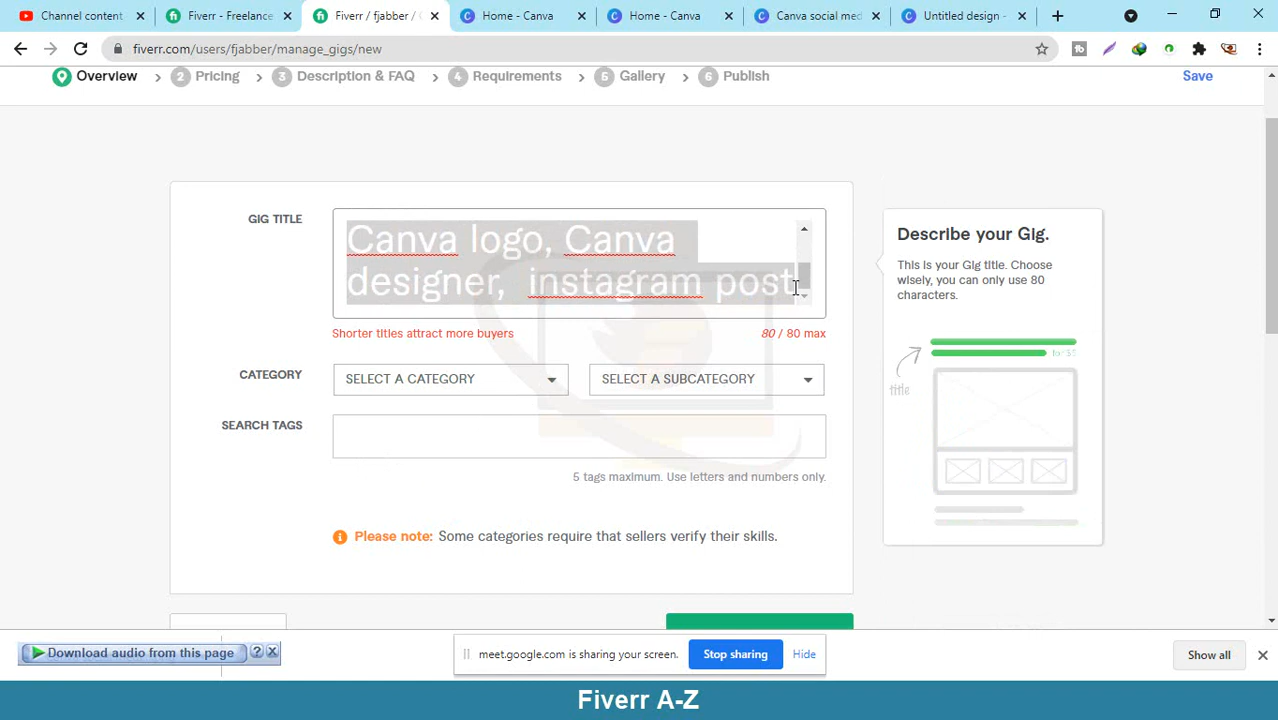 Channel content
Fiverr - Freelance
Fiverr / fjabber /
Home - Canva
Home - Canva
Canva social med
Untitled design -
fiverr.com/users/fjabber/manage_gigs/new
Overview
2 Pricing
3 Description & FAQ
4 Requirements
5 Gallery
6 Publish
Save
GIG TITLE
Canva logo, Canva
designer, instagram post
Shorter titles attract more buyers
80 / 80 max
Describe your Gig.
This is your Gig title. Choose
wisely, you can only use 80
characters.
title
for $5
CATEGORY
SELECT A CATEGORY
SELECT A SUBCATEGORY
SEARCH TAGS
5 tags maximum. Use letters and numbers only.
Please note: Some categories require that sellers verify their skills.
Download audio from this page
meet.google.com is sharing your screen.
Stop sharing
Hide
Show all
Fiverr A-Z